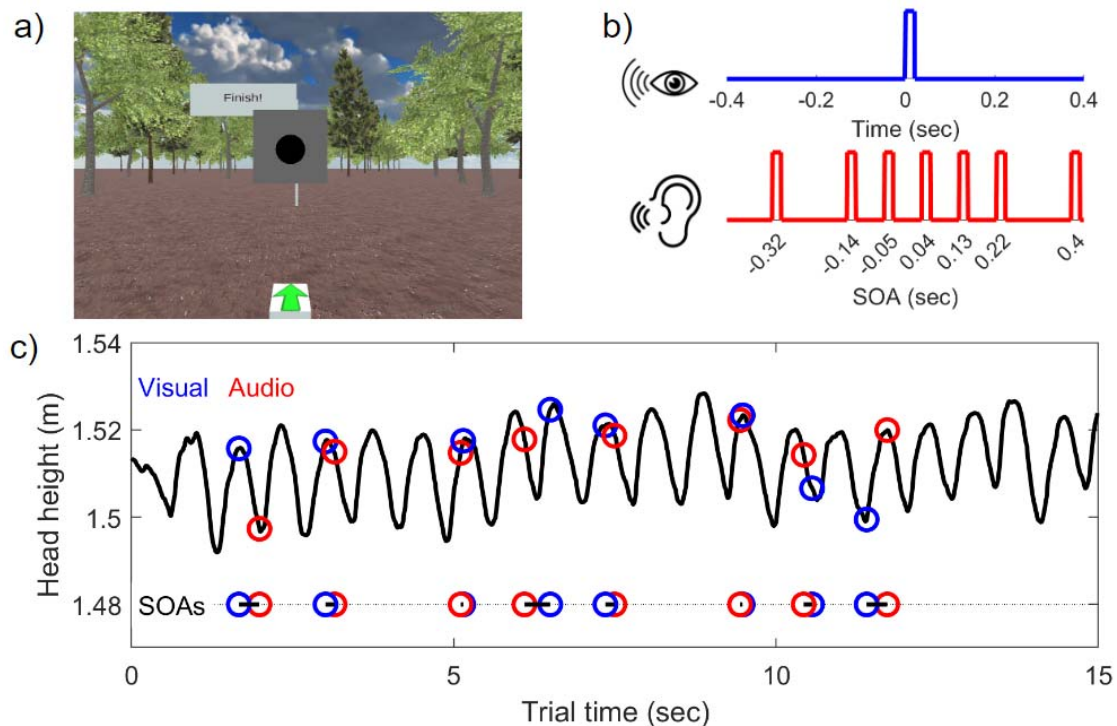 a)
Finish!
b)
-0.4 -0.2 0 0.2 0.4
Time (sec)
-0.32 -0.14 -0.05 0.04 0.13 0.22 0.4
SOA (sec)
c)
1.54
Visual Audio
1.52
1.5
1.48
Head height (m)
SOAs
0 5 10 15
Trial time (sec)